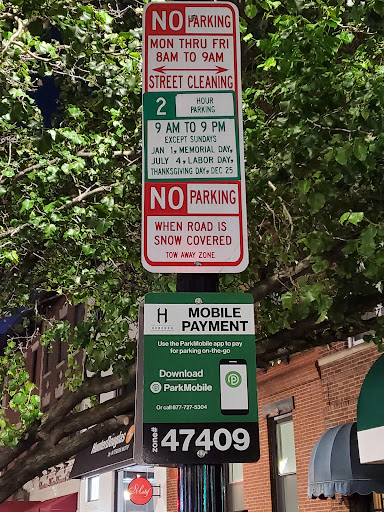 NO PARKING
MON THRU FRI
8AM TO 9AM
STREET CLEANING
2 HOUR
PARKING
9 AM TO 9 PM
EXCEPT SUNDAYS
JAN 1, MEMORIAL DAY,
JULY 4, LABOR DAY,
THANKSGIVING DAY, DEC 25
NO PARKING
WHEN ROAD IS
SNOW COVERED
TOW AWAY ZONE
H
HOBOKEN
MOBILE
PAYMENT
Use the ParkMobile app to pay
for parking on-the-go
Download
ParkMobile
Or call 877-727-5304
zone# 47409